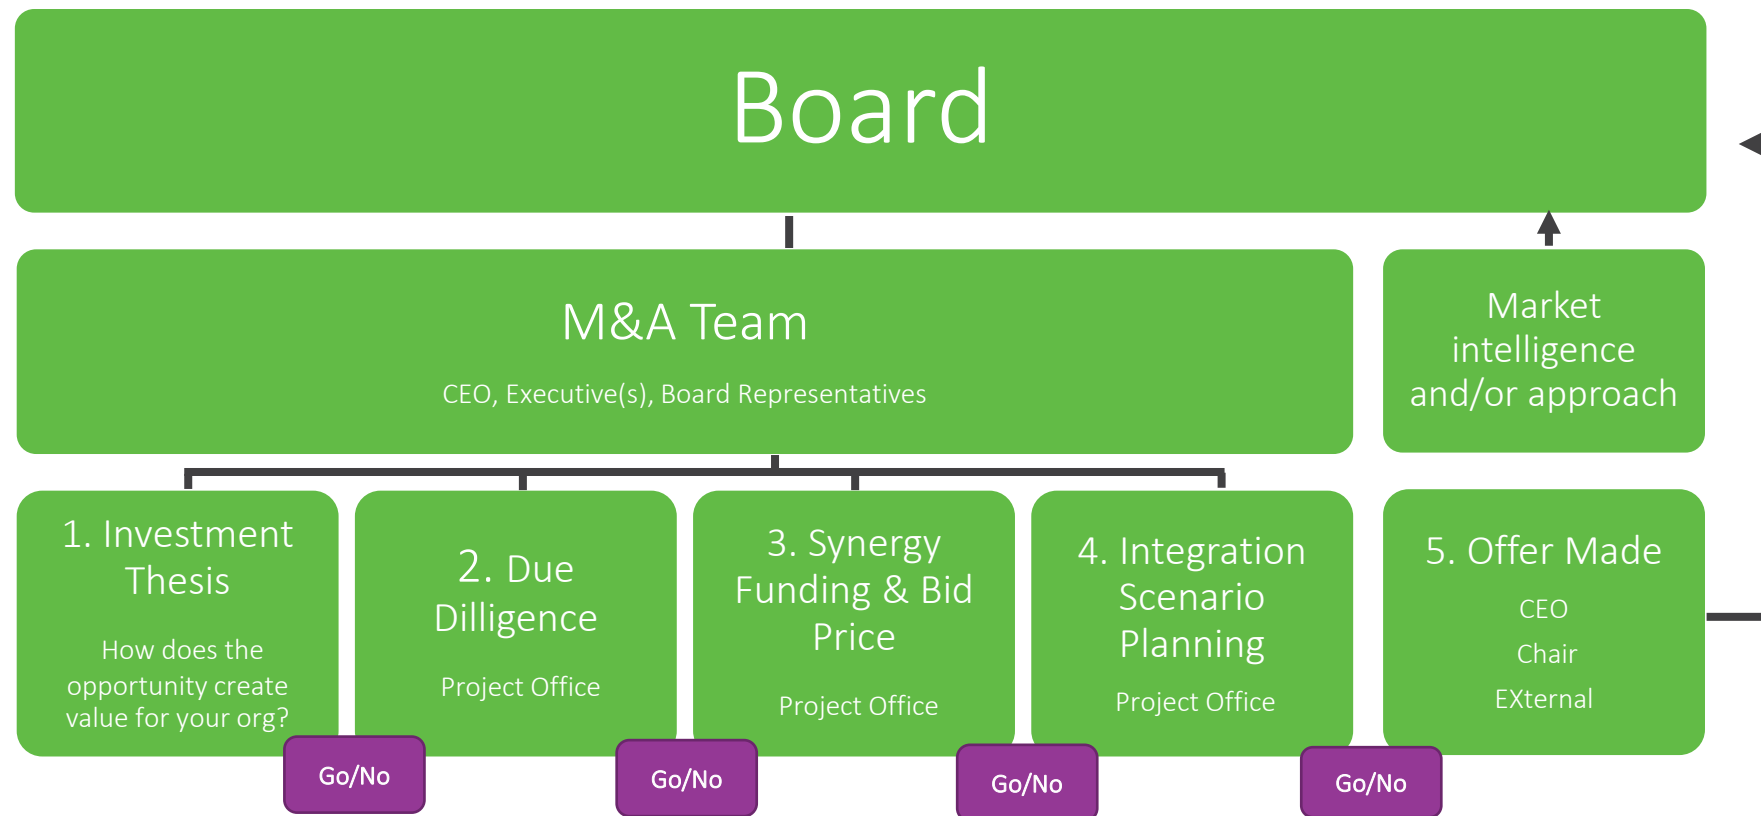 Board
M&A Team
CEO, Executive(s), Board Representatives
Market
intelligence
and/or approach
1. Investment
Thesis
How does the
opportunity create
value for your org?
2. Due
Dilligence
Project Office
3. Synergy
Funding & Bid
Price
Project Office
4. Integration
Scenario
Planning
Project Office
5. Offer Made
CEO
Chair
EXternal
Go/No
Go/No
Go/No
Go/No